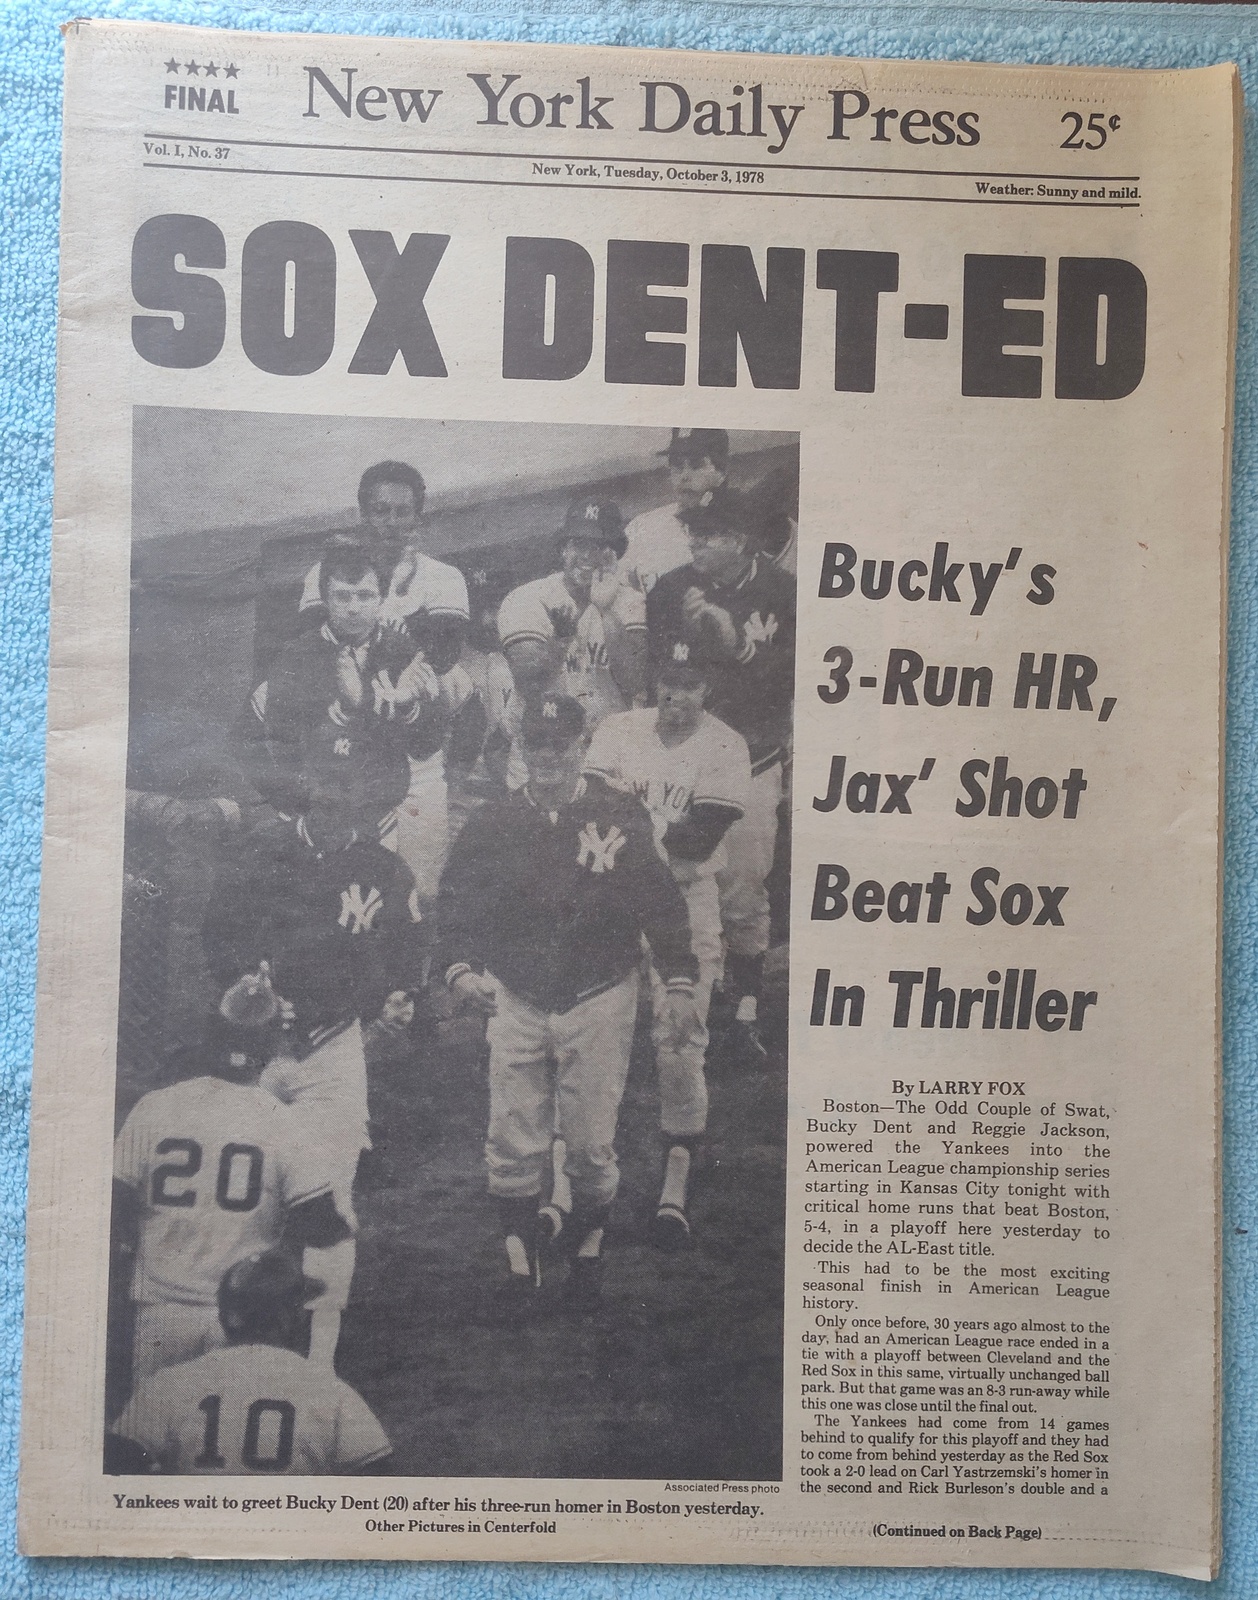 ★★★★
FINAL
New York Daily Press
25¢
Vol. I, No. 37
New York, Tuesday, October 3, 1978
Weather: Sunny and mild.
SOX DENT-ED
Bucky's
3-Run HR,
Jax' Shot
Beat Sox
In Thriller
By LARRY FOX
Boston—The Odd Couple of Swat,
Bucky Dent and Reggie Jackson,
powered the Yankees into the
American League championship series
starting in Kansas City tonight with
critical home runs that beat Boston,
5-4, in a playoff here yesterday to
decide the AL-East title.
This had to be the most exciting
seasonal finish in American League
history.
Only once before, 30 years ago almost to the
day, had an American League race ended in a
tie with a playoff between Cleveland and the
Red Sox in this same, virtually unchanged ball
park. But that game was an 8-3 run-away while
this one was close until the final out.
The Yankees had come from 14 games
behind to qualify for this playoff and they had
to come from behind yesterday as the Red Sox
took a 2-0 lead on Carl Yastrzemski's homer in
the second and Rick Burleson's double and a
(Continued on Back Page)
NY
NY
NY
NY
NY
NY
NY
20
10
Associated Press photo
Yankees wait to greet Bucky Dent (20) after his three-run homer in Boston yesterday.
Other Pictures in Centerfold